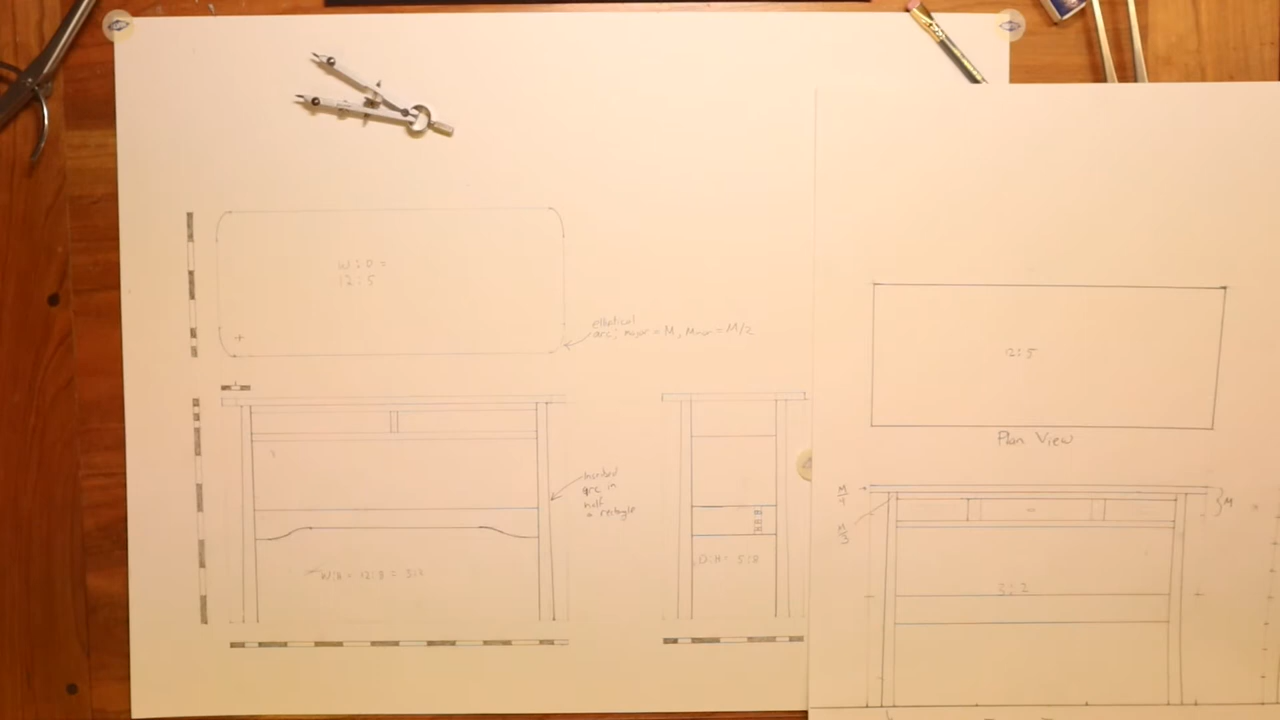 W:D =
12:5
elliptical
arc; major = M, Minor = M/2
arc in
half
a rectangle
W:H = 12:8 = 3:2
D:H = 5:8
12:5
Plan View
M
4
M
3
M
3:2